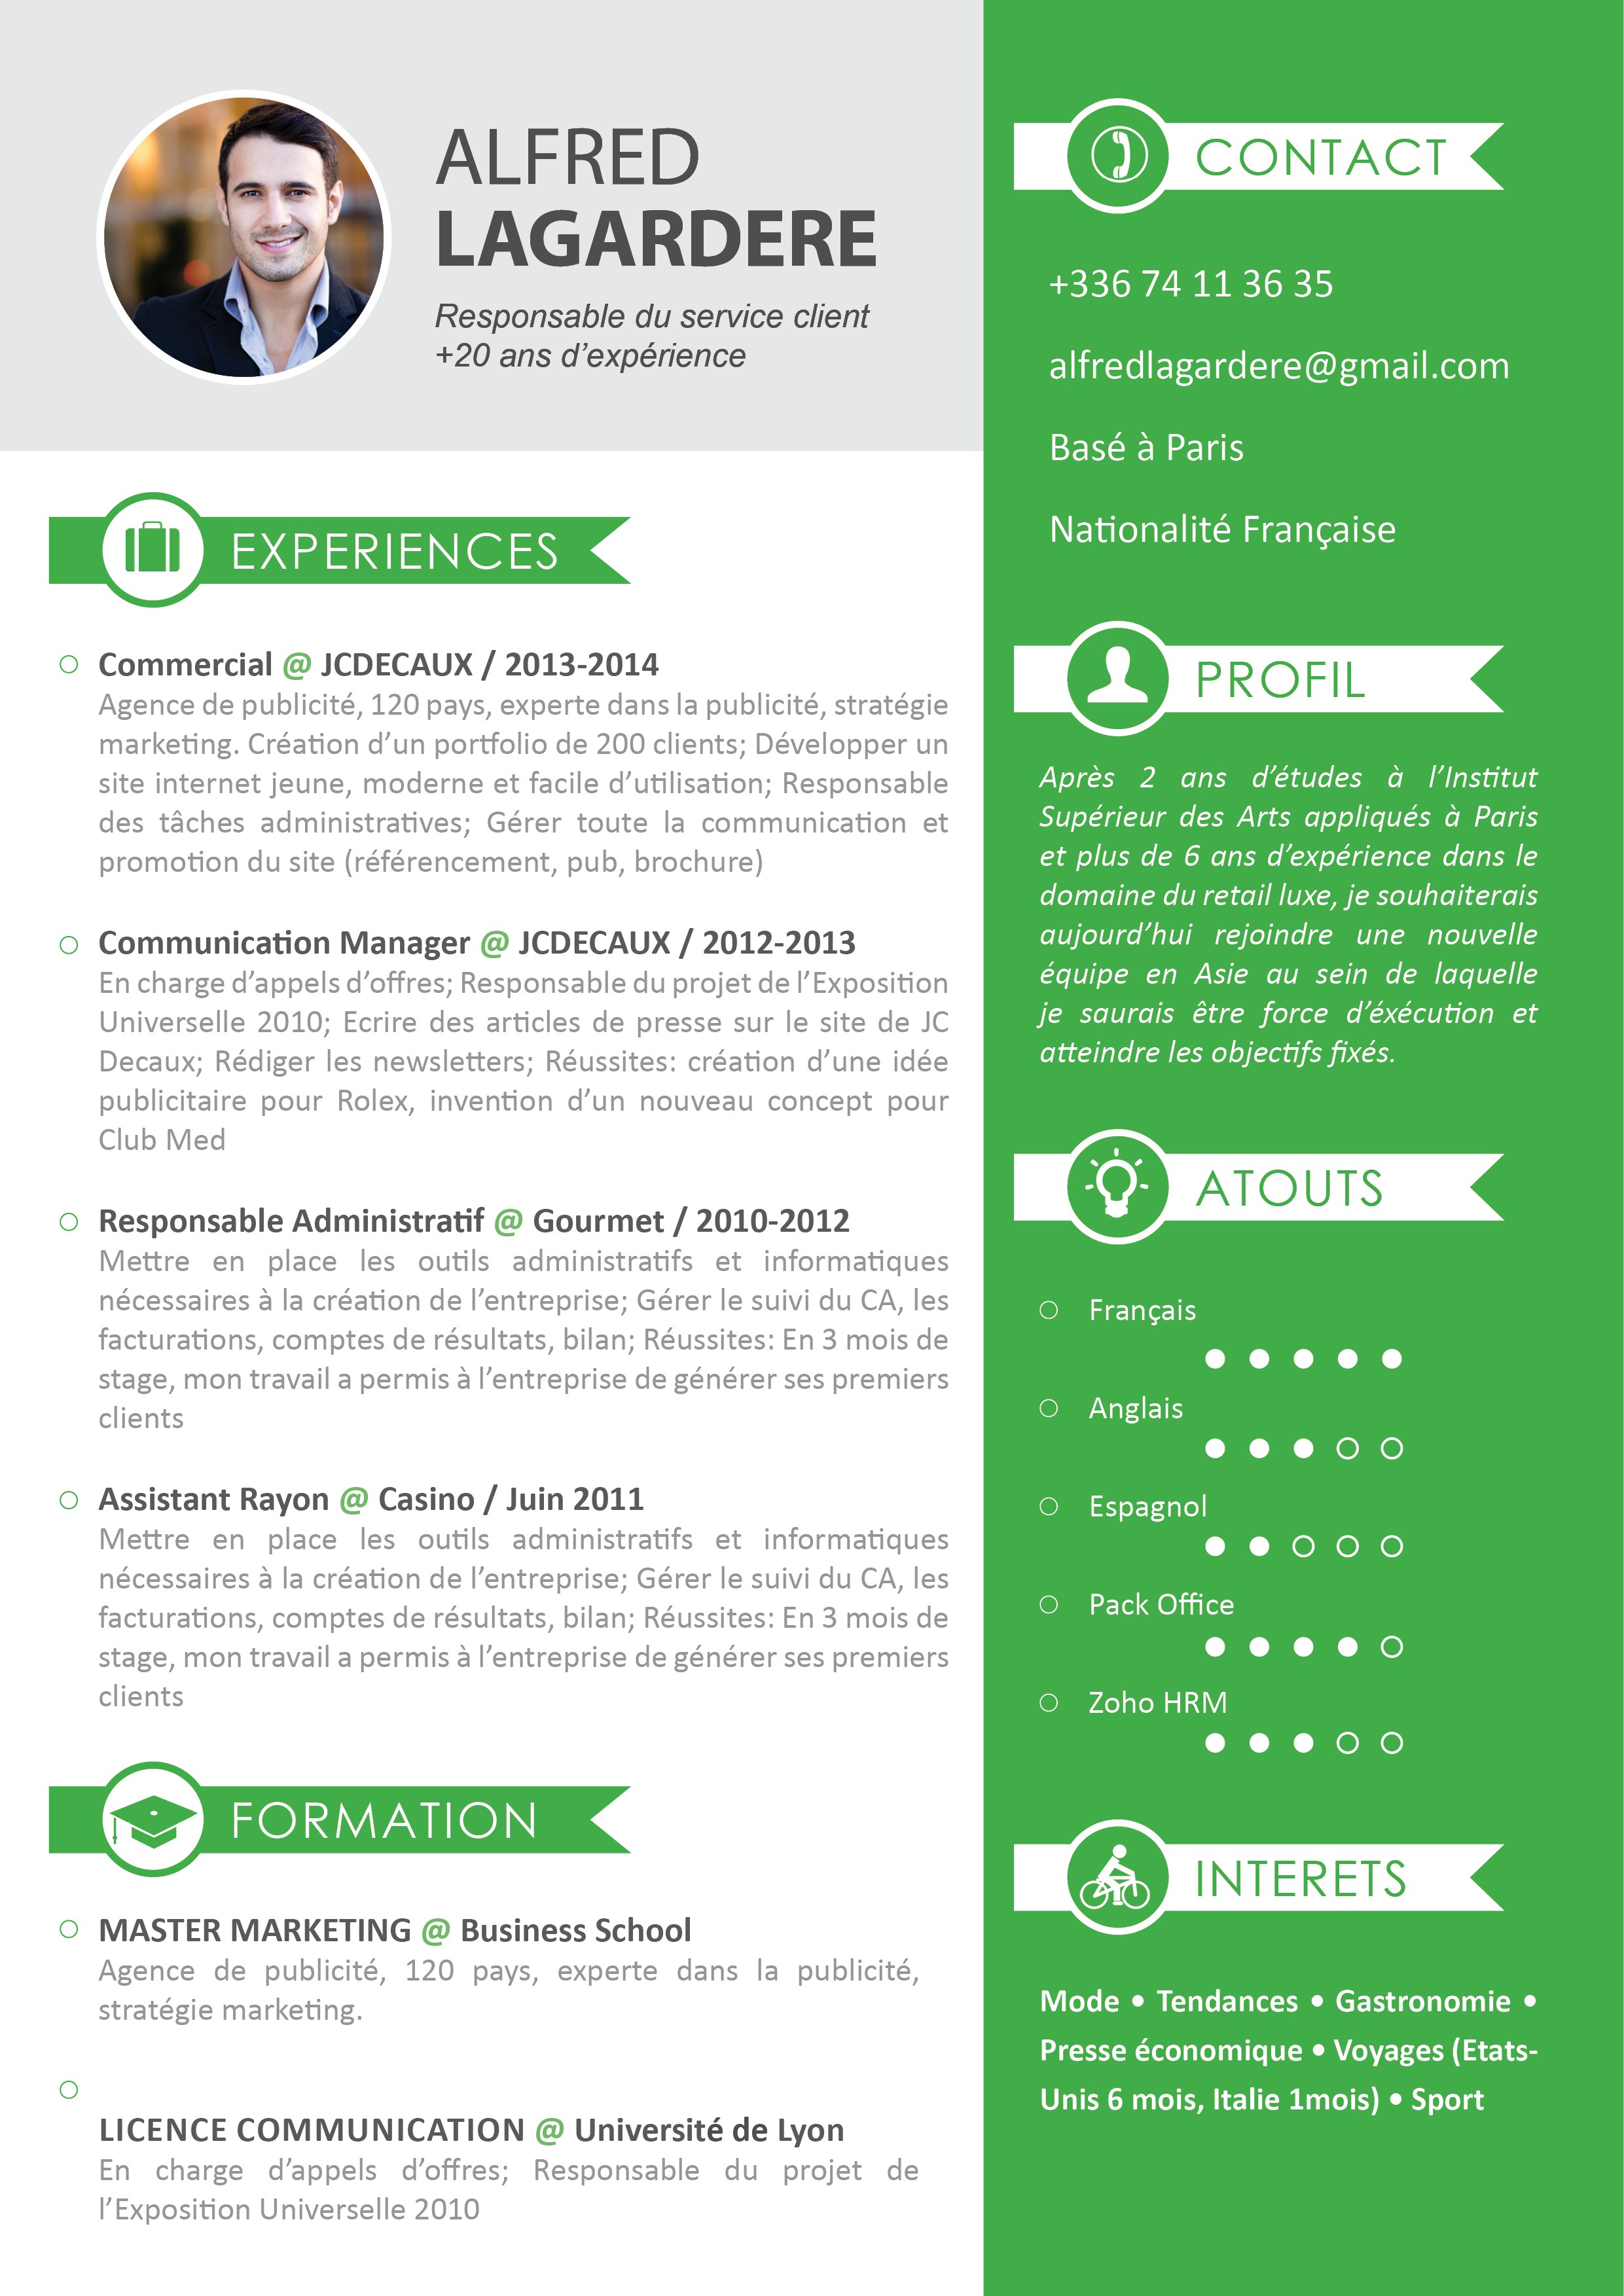 ALFRED
LAGARDERE
Responsable du service client
+20 ans d’expérience
EXPERIENCES
Commercial @ JCDECAUX / 2013-2014
Agence de publicité, 120 pays, experte dans la publicité, stratégie
marketing. Création d’un portfolio de 200 clients; Développer un
site internet jeune, moderne et facile d’utilisation; Responsable
des tâches administratives; Gérer toute la communication et
promotion du site (référencement, pub, brochure)
Communication Manager @ JCDECAUX / 2012-2013
En charge d’appels d’offres; Responsable du projet de l’Exposition
Universelle 2010; Ecrire des articles de presse sur le site de JC
Decaux; Rédiger les newsletters; Réussites: création d’une idée
publicitaire pour Rolex, invention d’un nouveau concept pour
Club Med
Responsable Administratif @ Gourmet / 2010-2012
Mettre en place les outils administratifs et informatiques
nécessaires à la création de l’entreprise; Gérer le suivi du CA, les
facturations, comptes de résultats, bilan; Réussites: En 3 mois de
stage, mon travail a permis à l’entreprise de générer ses premiers
clients
Assistant Rayon @ Casino / Juin 2011
Mettre en place les outils administratifs et informatiques
nécessaires à la création de l’entreprise; Gérer le suivi du CA, les
facturations, comptes de résultats, bilan; Réussites: En 3 mois de
stage, mon travail a permis à l’entreprise de générer ses premiers
clients
FORMATION
MASTER MARKETING @ Business School
Agence de publicité, 120 pays, experte dans la publicité,
stratégie marketing.
LICENCE COMMUNICATION @ Université de Lyon
En charge d’appels d’offres; Responsable du projet de
l’Exposition Universelle 2010
CONTACT
+336 74 11 36 35
alfredlagardere@gmail.com
Basé à Paris
Nationalité Française
PROFIL
Après 2 ans d’études à l’Institut
Supérieur des Arts appliqués à Paris
et plus de 6 ans d’expérience dans le
domaine du retail luxe, je souhaiterais
aujourd’hui rejoindre une nouvelle
équipe en Asie au sein de laquelle
je saurais être force d’éxécution et
atteindre les objectifs fixés.
ATOUTS
Français
Anglais
Espagnol
Pack Office
Zoho HRM
INTERETS
Mode • Tendances • Gastronomie •
Presse économique • Voyages (Etats-
Unis 6 mois, Italie 1mois) • Sport